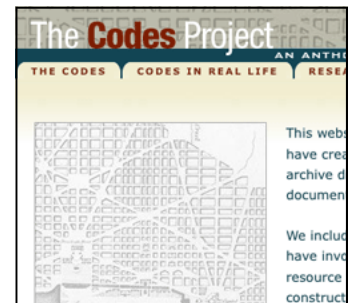 The Codes Project
AN ANTHO
THE CODES
CODES IN REAL LIFE
RESEA
This webs
have crea
archive d
documen
We includ
have invo
resource
construct